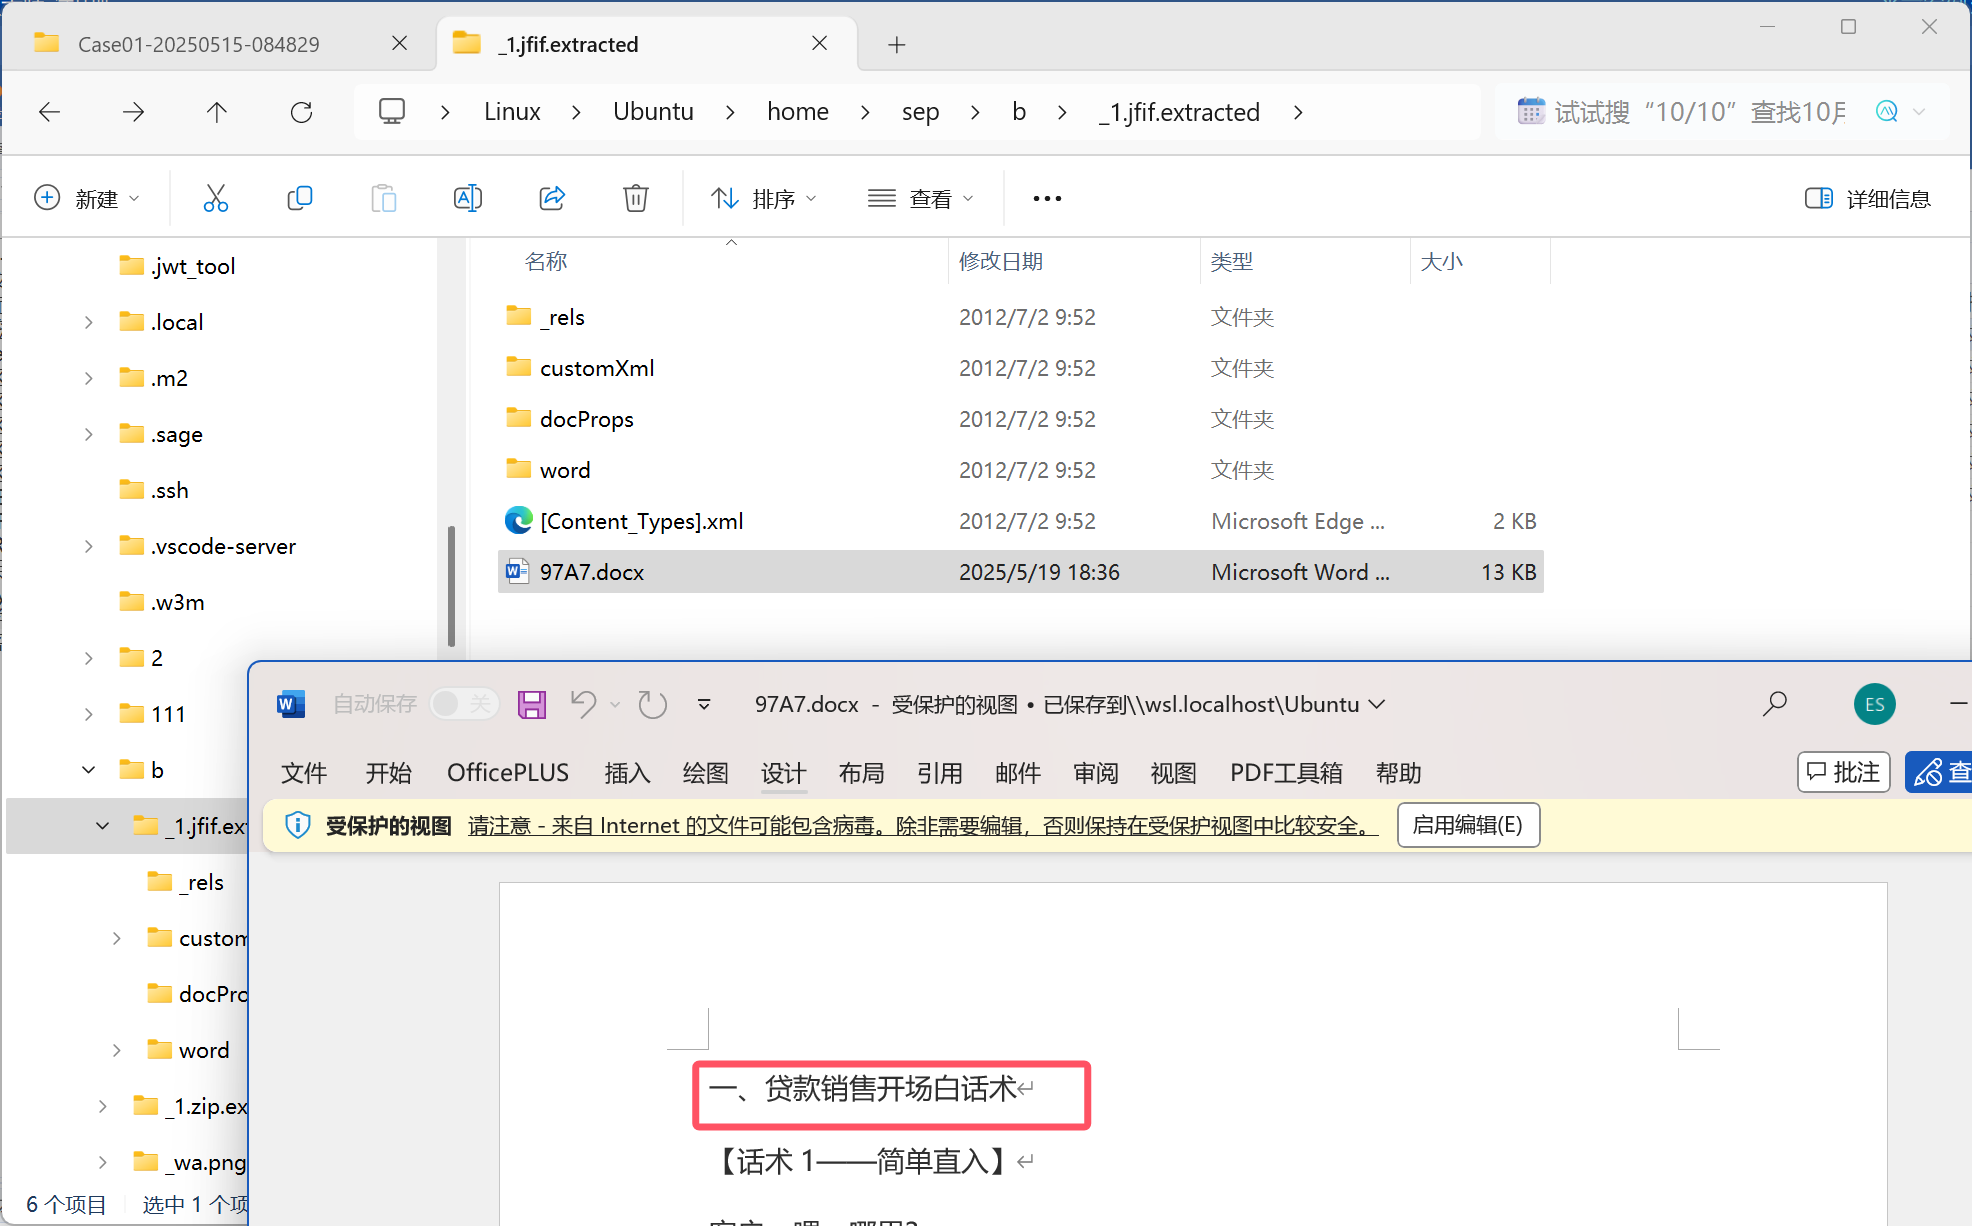 Case01-20250515-084829
_1.jfif.extracted
Linux
Ubuntu
home
sep
b
_1.jfif.extracted
试试搜“10/10”查找10月
新建
排序
查看
详细信息
.jwt_tool
.local
.m2
.sage
.ssh
.vscode-server
.w3m
2
111
b
_1.jfif.ex
_rels
custom
docPro
word
_1.zip.ex
_wa.png
6 个项目
选中 1 个项
名称 修改日期 类型 大小
_rels 2012/7/2 9:52 文件夹
customXml 2012/7/2 9:52 文件夹
docProps 2012/7/2 9:52 文件夹
word 2012/7/2 9:52 文件夹
[Content_Types].xml 2012/7/2 9:52 Microsoft Edge ... 2 KB
97A7.docx 2025/5/19 18:36 Microsoft Word ... 13 KB
自动保存 关
97A7.docx - 受保护的视图 • 已保存到\\wsl.localhost\Ubuntu
ES
文件 开始 OfficePLUS 插入 绘图 设计 布局 引用 邮件 审阅 视图 PDF工具箱 帮助
批注
查
受保护的视图 请注意 - 来自 Internet 的文件可能包含病毒。除非需要编辑，否则保持在受保护视图中比较安全。
启用编辑(E)
一、贷款销售开场白话术
【话术 1——简单直入】